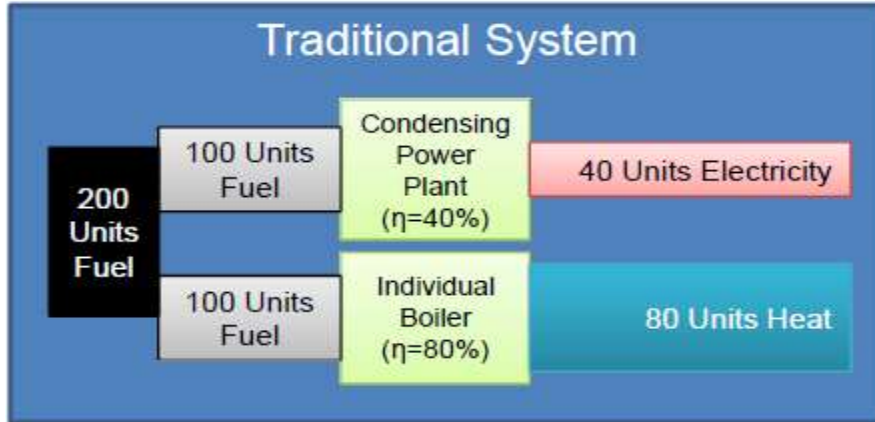 Traditional System
200
Units
Fuel
100 Units
Fuel
Condensing
Power
Plant
(η=40%)
40 Units Electricity
100 Units
Fuel
Individual
Boiler
(η=80%)
80 Units Heat